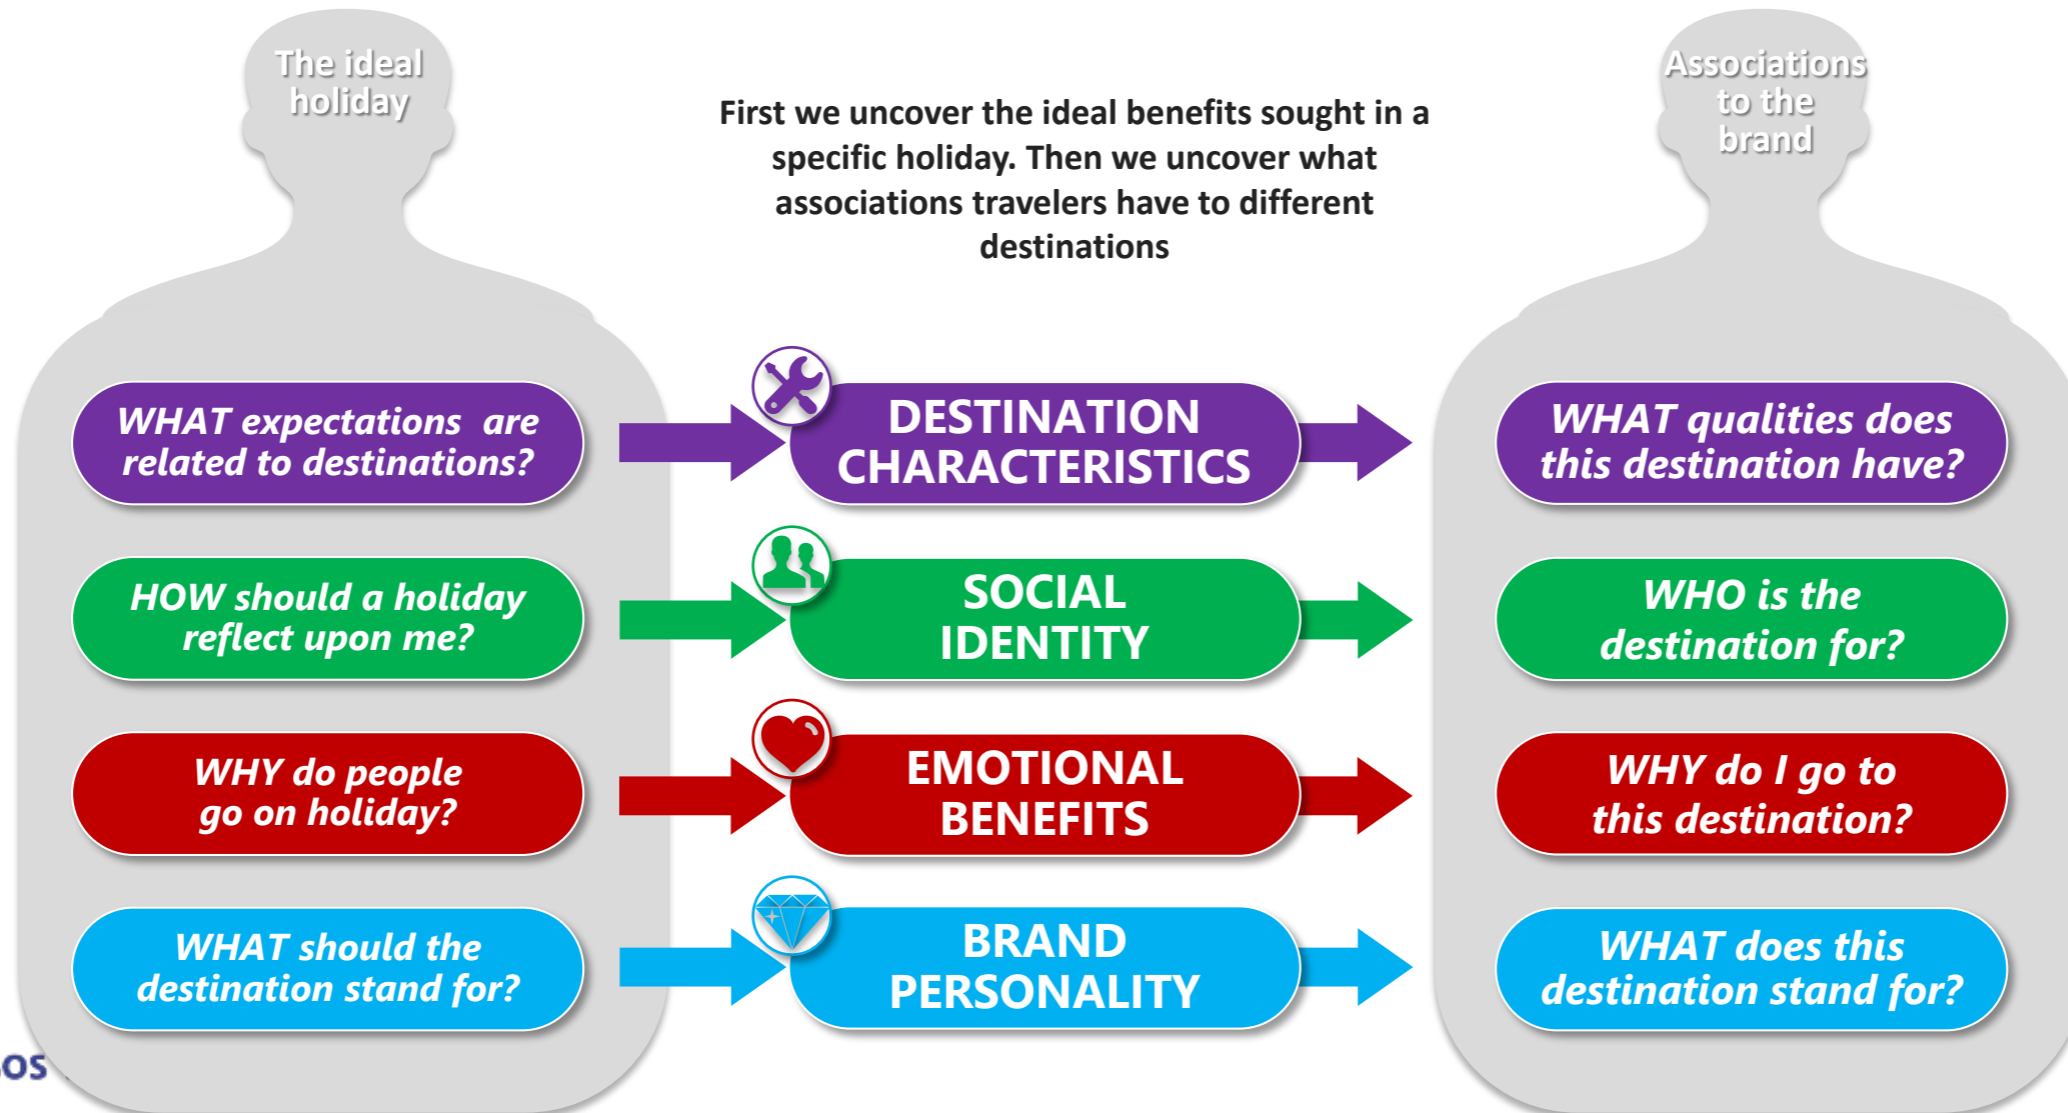 The ideal
holiday
First we uncover the ideal benefits sought in a
specific holiday. Then we uncover what
associations travelers have to different
destinations
Associations
to the
brand
WHAT expectations are
related to destinations?
DESTINATION
CHARACTERISTICS
WHAT qualities does
this destination have?
HOW should a holiday
reflect upon me?
SOCIAL
IDENTITY
WHO is the
destination for?
WHY do people
go on holiday?
EMOTIONAL
BENEFITS
WHY do I go to
this destination?
WHAT should the
destination stand for?
BRAND
PERSONALITY
WHAT does this
destination stand for?